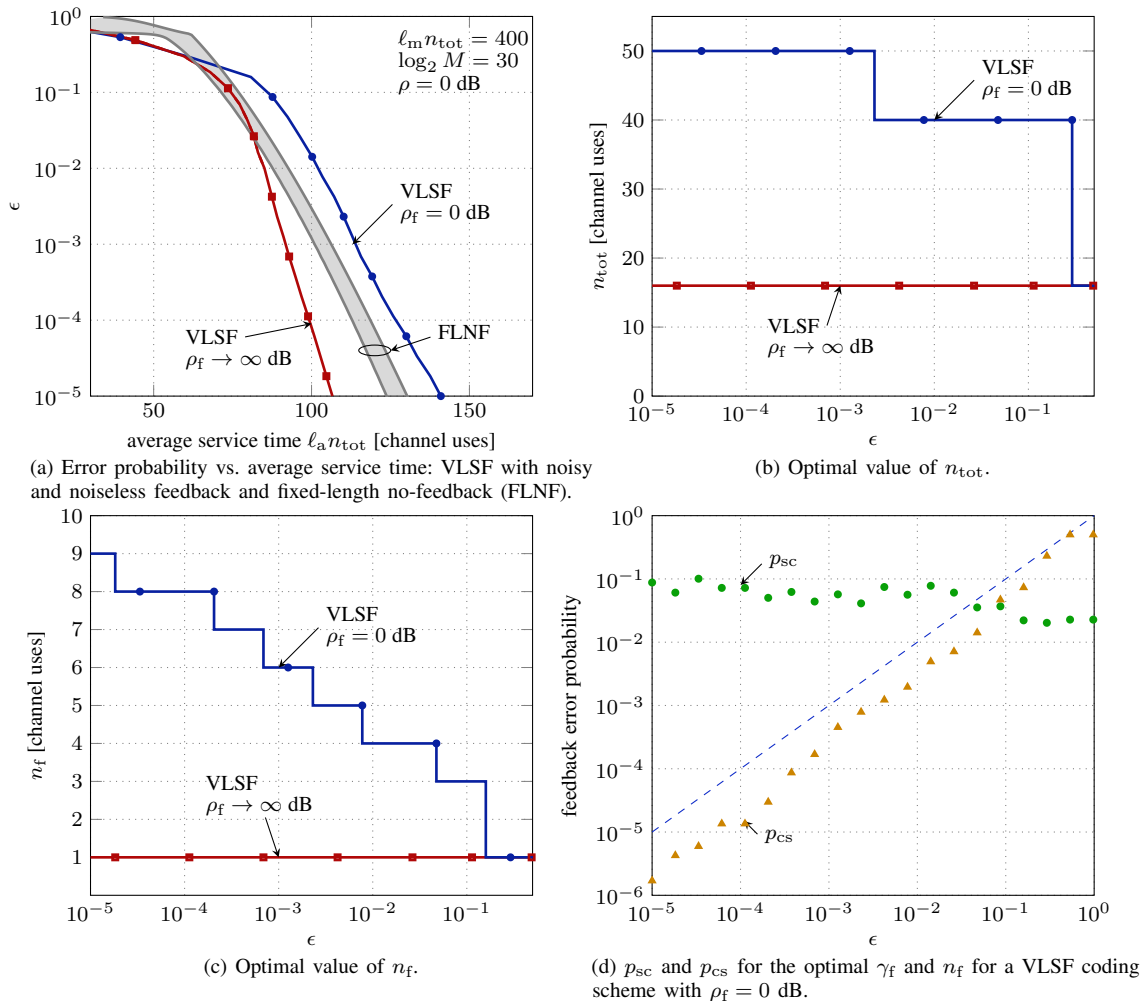 10^0
10^-1
10^-2
10^-3
10^-4
10^-5
ϵ
ℓ_m n_tot = 400
log_2 M = 30
ρ = 0 dB
VLSF
ρ_f = 0 dB
VLSF
ρ_f → ∞ dB
FLNF
50
100
150
average service time ℓ_a n_tot [channel uses]
(a) Error probability vs. average service time: VLSF with noisy
and noiseless feedback and fixed-length no-feedback (FLNF).
n_tot [channel uses]
50
40
30
20
10
0
VLSF
ρ_f = 0 dB
VLSF
ρ_f → ∞ dB
10^-5
10^-4
10^-3
10^-2
10^-1
ϵ
(b) Optimal value of n_tot.
n_f [channel uses]
10
9
8
7
6
5
4
3
2
1
VLSF
ρ_f = 0 dB
VLSF
ρ_f → ∞ dB
10^-5
10^-4
10^-3
10^-2
10^-1
ϵ
(c) Optimal value of n_f.
feedback error probability
10^0
10^-1
10^-2
10^-3
10^-4
10^-5
10^-6
p_sc
p_cs
10^-5
10^-4
10^-3
10^-2
10^-1
10^0
ϵ
(d) p_sc and p_cs for the optimal γ_f and n_f for a VLSF coding
scheme with ρ_f = 0 dB.